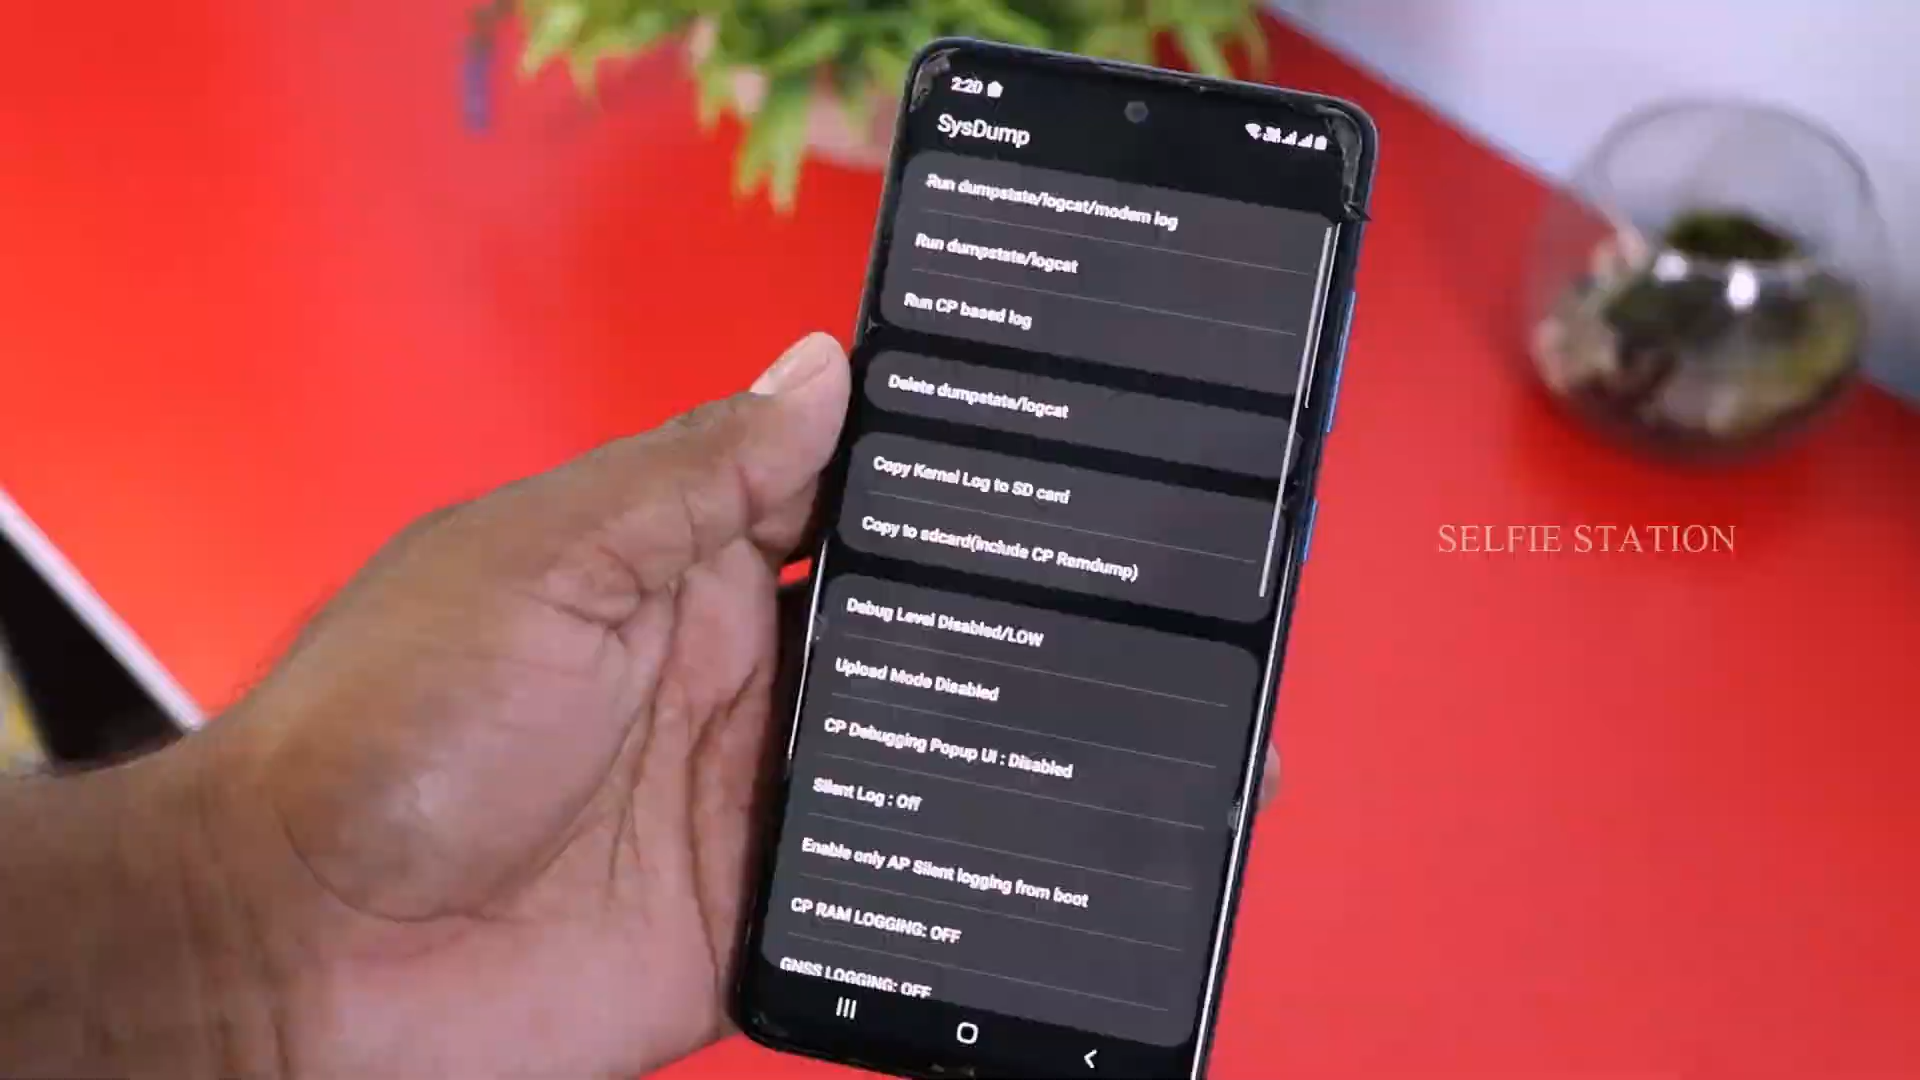 2:20
SysDump
Run dumpstate/logcat/modem log
Run dumpstate/logcat
Run CP based log
Delete dumpstate/logcat
Copy Kernel Log to SD card
Copy to sdcard(include CP Ramdump)
Debug Level Disabled/LOW
Upload Mode Disabled
CP Debugging Popup UI : Disabled
Silent Log : Off
Enable only AP Silent logging from boot
CP RAM LOGGING: OFF
GNSS LOGGING: OFF
SELFIE STATION